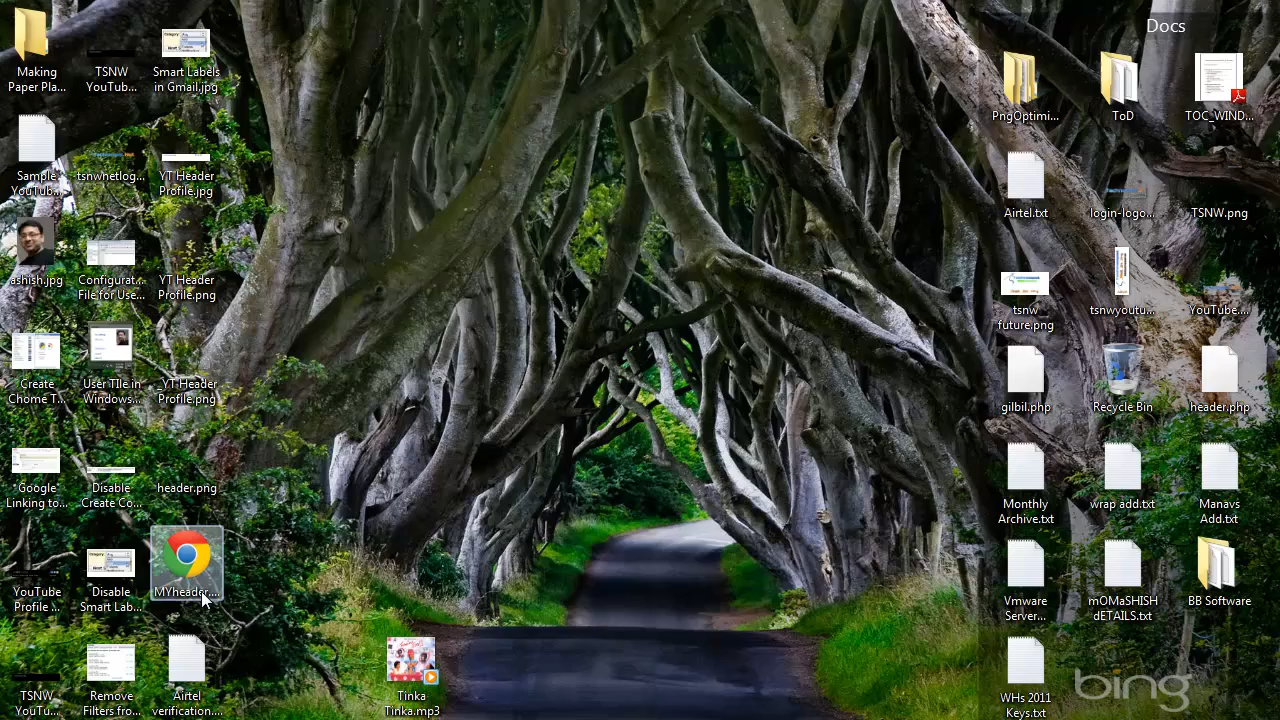 Making
Paper Pla...
TSNW
YouTub...
Smart Labels
in Gmail.jpg
Sample
YouTub...
tsnwhetlog...
YT Header
Profile.jpg
ashish.jpg
Configurat...
File for Use...
YT Header
Profile.png
Create
Chome T...
User TIle in
Windows...
_YT Header
Profile.png
Google
Linking to...
Disable
Create Co...
header.png
YouTube
Profile ...
Disable
Smart Lab...
MYheader....
TSNW
YouTu...
Remove
Filters fro...
Airtel
verification....
Tinka
Tinka.mp3
Docs
PngOptimi...
ToD
TOC_WIND...
Airtel.txt
login-logo...
TSNW.png
tsnw
future.png
tsnwyoutu...
YouTube....
gilbil.php
Recycle Bin
header.php
Monthly
Archive.txt
wrap add.txt
Manavs
Add.txt
Vmware
Server...
mOMaSHISH
dETAILS.txt
BB Software
WHs 2011
Keys.txt
bing